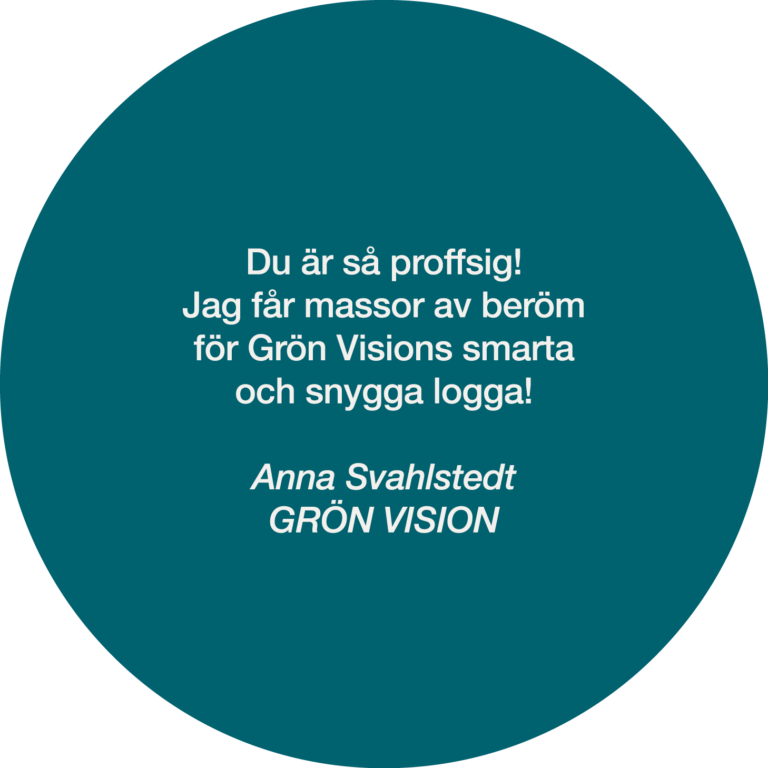 Du är så proffsig!
Jag får massor av beröm
för Grön Visions smarta
och snygga logga!
Anna Svahlstedt
GRÖN VISION